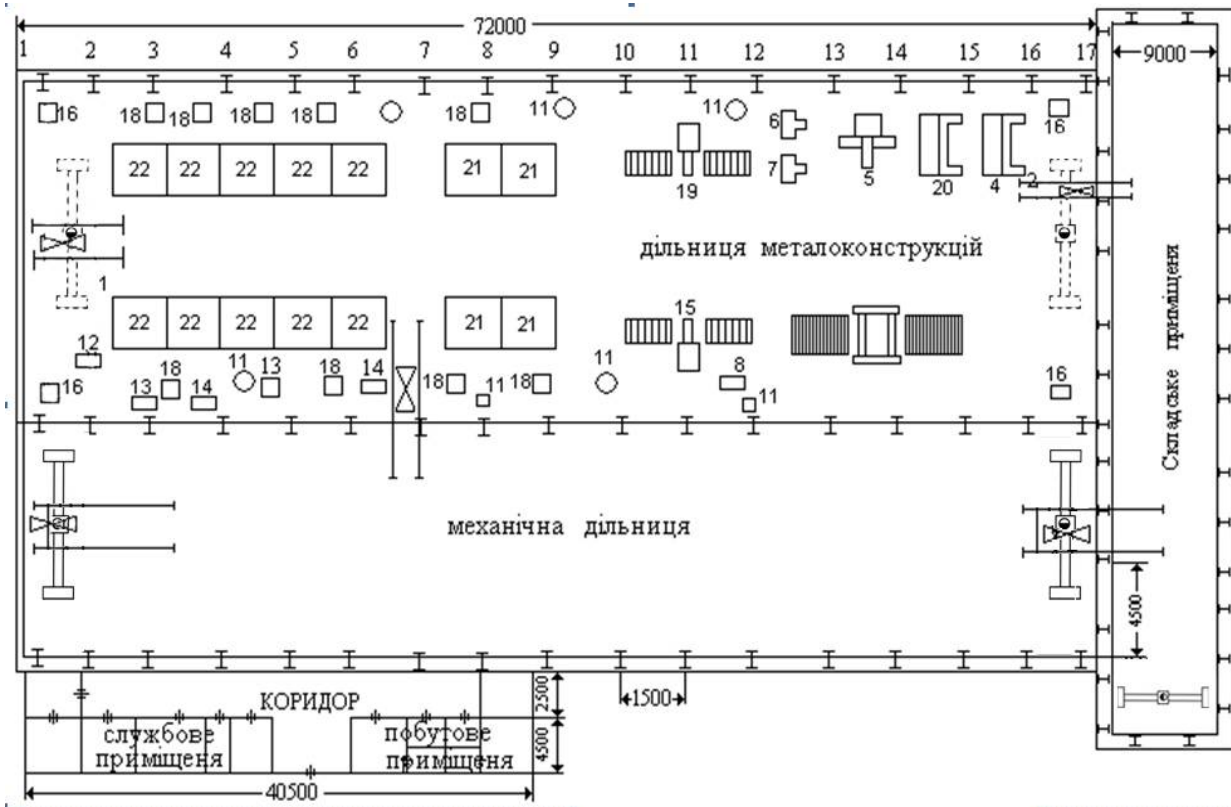 72000
1 2 3 4 5 6 7 8 9 10 11 12 13 14 15 16 17
9000
16 18 18 18 18 18 11 11 6 16
22 22 22 22 22 21 21 19 7 5 20 4 2
дільниця металоконструкцій
1
22 22 22 22 22 21 21 15
12
16 13 18 14 11 13 18 14 18 11 18 11 8 11 16
Складське приміщеня
механічна дільниця
4500
КОРИДОР
2500
1500
службове
приміщеня
побутове
приміщеня
4500
40500